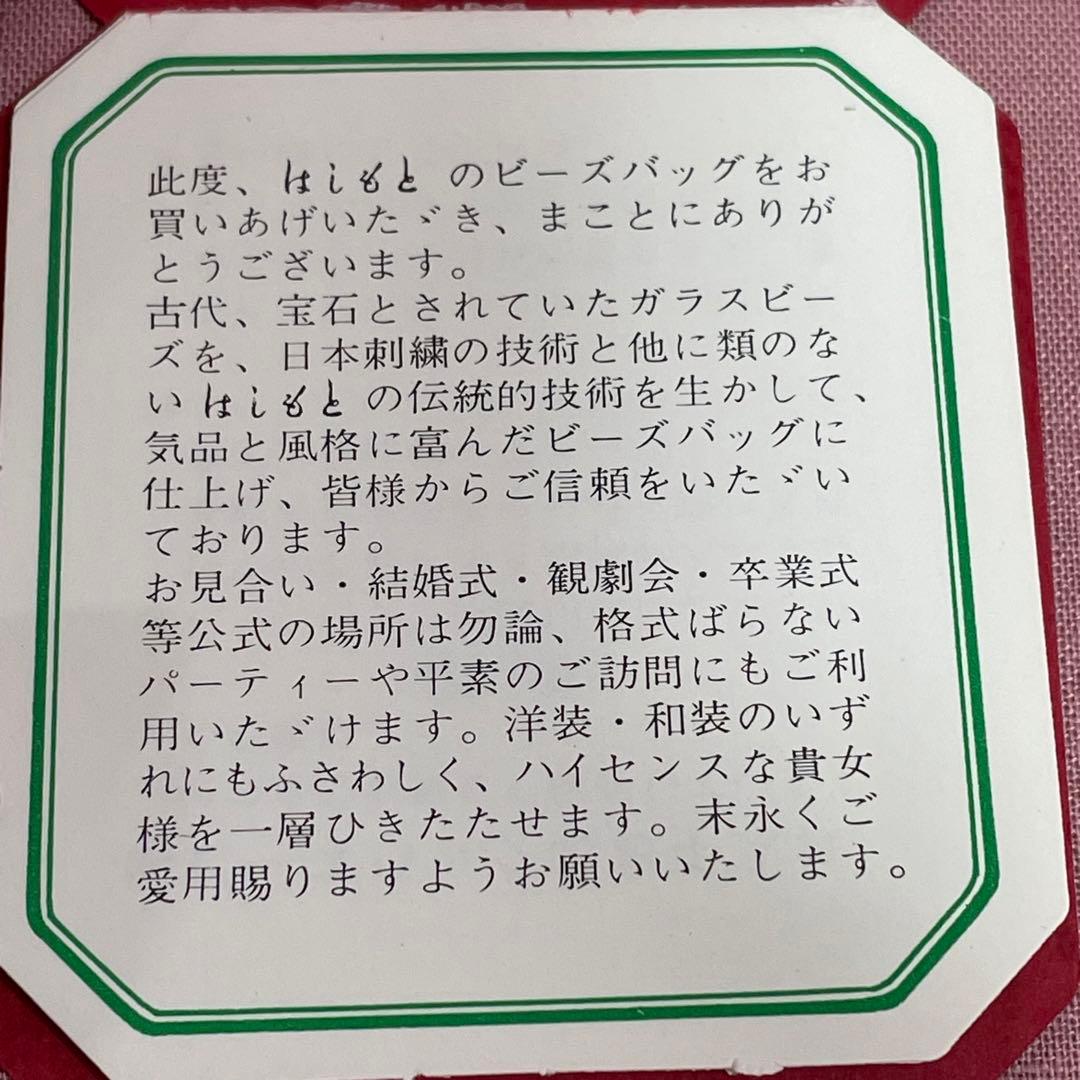 此度、はしもとのビーズバッグをお
買いあげいたゞき、まことにありが
とうございます。
古代、宝石とされていたガラスビー
ズを、日本刺繍の技術と他に類のな
いはしもとの伝統的技術を生かして、
気品と風格に富んだビーズバッグに
仕上げ、皆様からご信頼をいたゞい
ております。
お見合い・結婚式・観劇会・卒業式
等公式の場所は勿論、格式ばらない
パーティーや平素のご訪問にもご利
用いたゞけます。洋装・和装のいず
れにもふさわしく、ハイセンスな貴女
様を一層ひきたたせます。末永くご
愛用賜りますようお願いいたします。